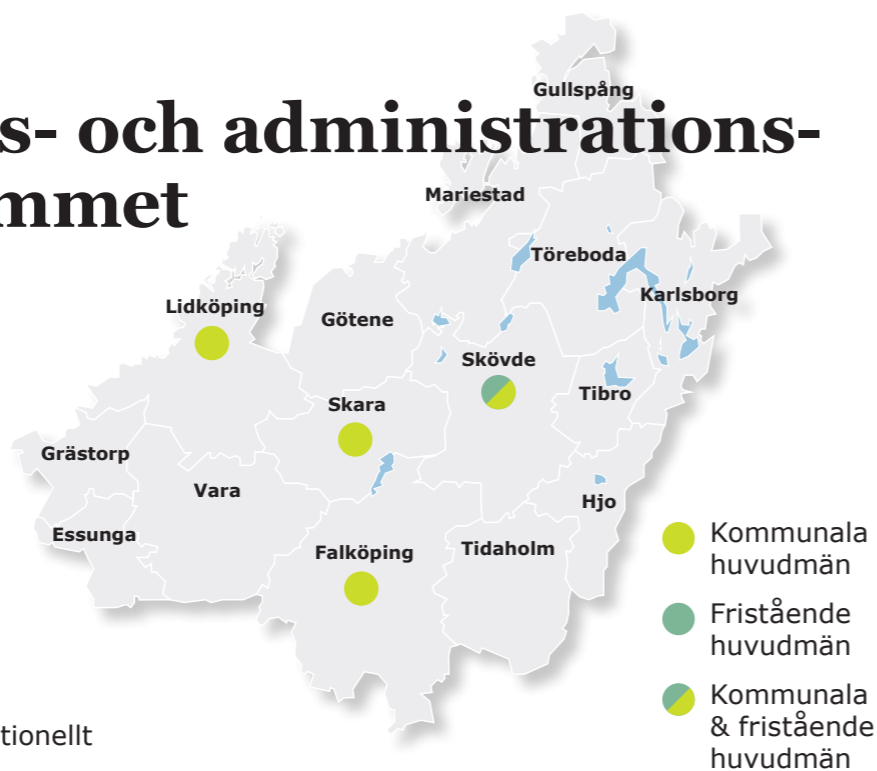 s- och administrations-
mmet
Gullspång
Mariestad
Töreboda
Karlsborg
Lidköping
Götene
Skövde
Tibro
Skara
Grästorp
Vara
Hjo
Essunga
Falköping
Tidaholm
Kommunala
huvudmän
Fristående
huvudmän
Kommunala
& fristående
huvudmän
tionellt